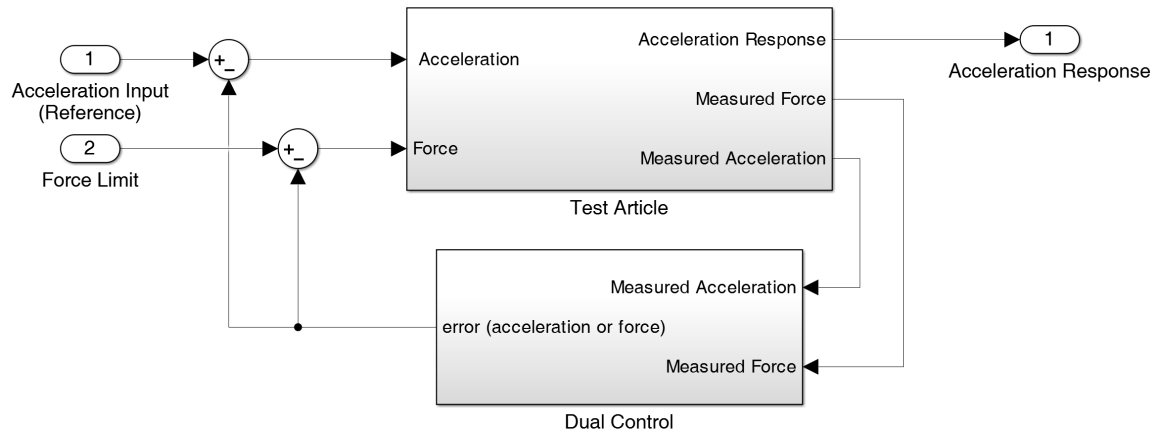 1
Acceleration Input
(Reference)
2
Force Limit
+
−
+
−
Acceleration
Force
Acceleration Response
Measured Force
Measured Acceleration
Test Article
1
Acceleration Response
Measured Acceleration
error (acceleration or force)
Measured Force
Dual Control